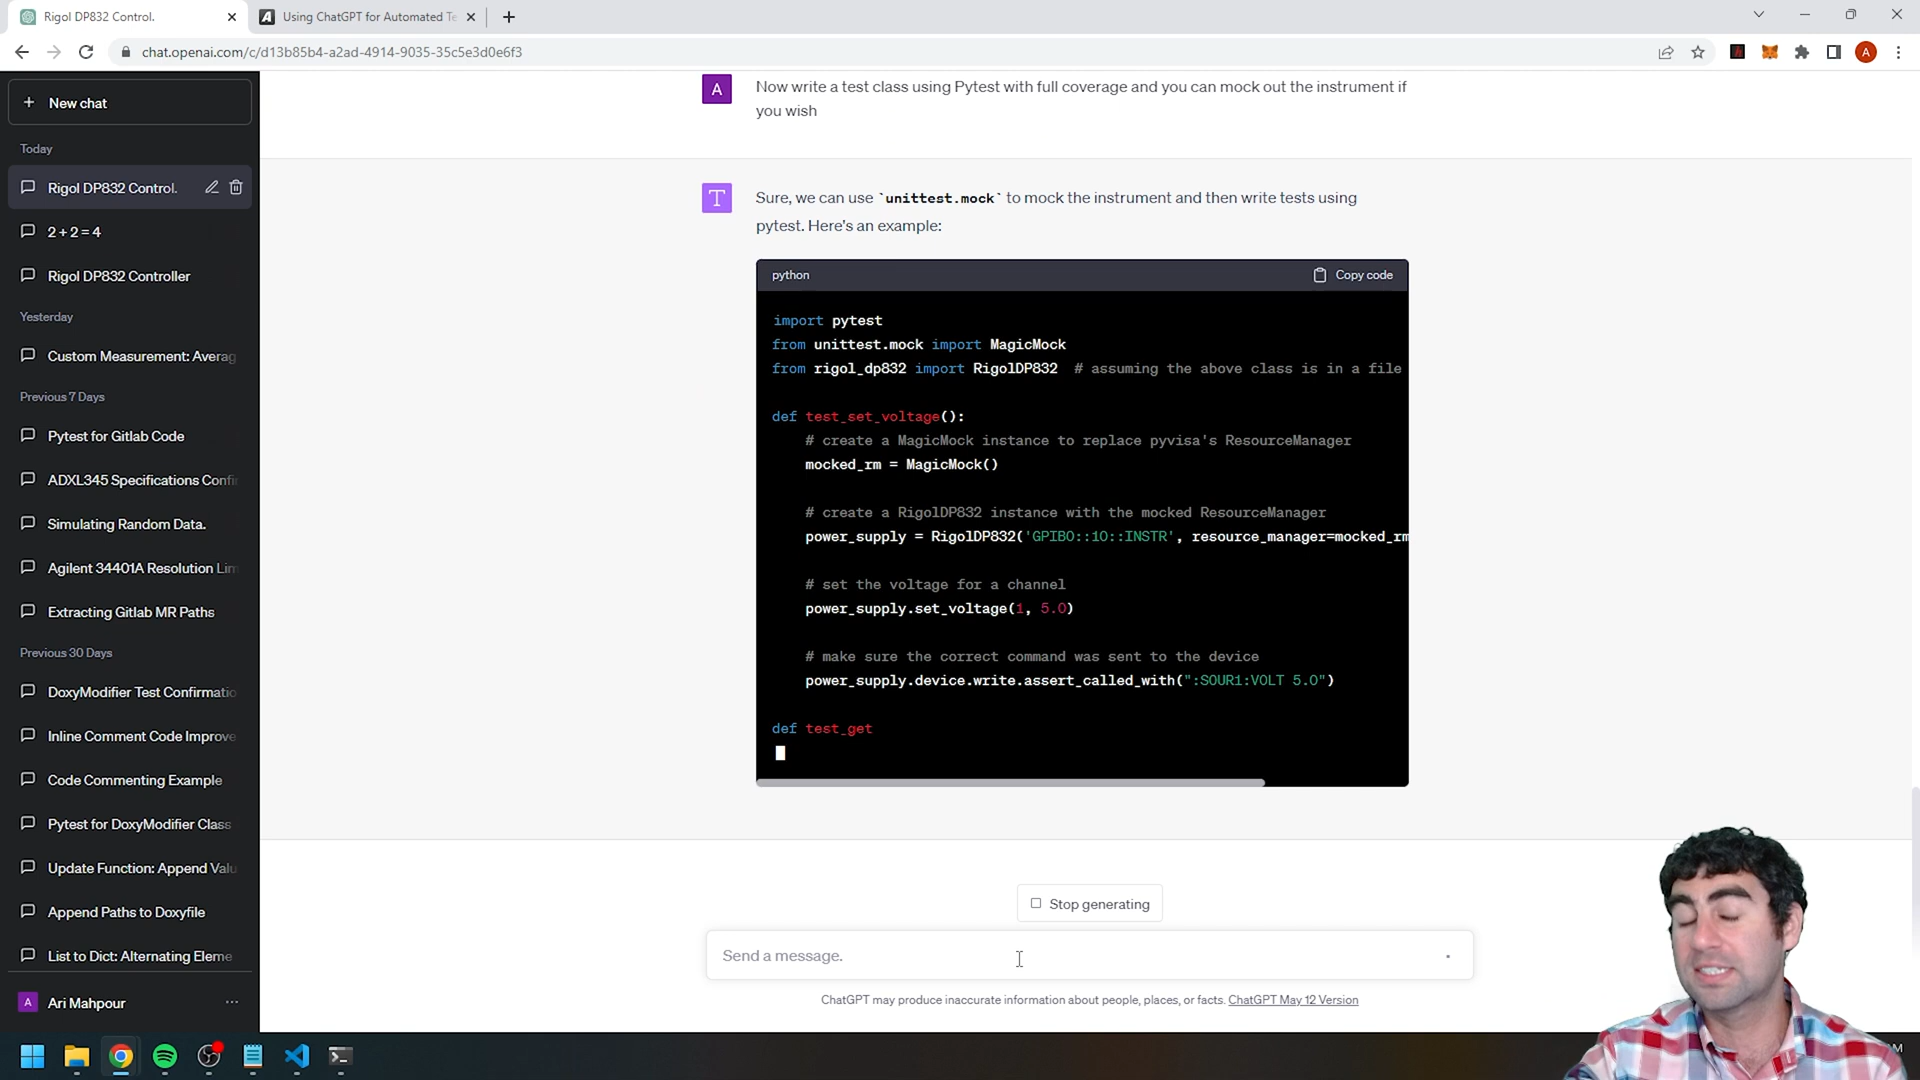 Rigol DP832 Control.
Using ChatGPT for Automated Te
chat.openai.com/c/d13b85b4-a2ad-4914-9035-35c5e3d0e6f3
A
New chat
Today
Rigol DP832 Control.
2 + 2 = 4
Rigol DP832 Controller
Yesterday
Custom Measurement: Averag
Previous 7 Days
Pytest for Gitlab Code
ADXL345 Specifications Confi
Simulating Random Data.
Agilent 34401A Resolution Lim
Extracting Gitlab MR Paths
Previous 30 Days
DoxyModifier Test Confirmatio
Inline Comment Code Improve
Code Commenting Example
Pytest for DoxyModifier Class
Update Function: Append Valu
Append Paths to Doxyfile
List to Dict: Alternating Eleme
A
Ari Mahpour
A
Now write a test class using Pytest with full coverage and you can mock out the instrument if
you wish
T
Sure, we can use `unittest.mock` to mock the instrument and then write tests using
pytest. Here's an example:
python
Copy code
import pytest
from unittest.mock import MagicMock
from rigol_dp832 import RigolDP832  # assuming the above class is in a file
def test_set_voltage():
# create a MagicMock instance to replace pyvisa's ResourceManager
mocked_rm = MagicMock()
# create a RigolDP832 instance with the mocked ResourceManager
power_supply = RigolDP832('GPIB0::10::INSTR', resource_manager=mocked_rm
# set the voltage for a channel
power_supply.set_voltage(1, 5.0)
# make sure the correct command was sent to the device
power_supply.device.write.assert_called_with(":SOUR1:VOLT 5.0")
def test_get
Stop generating
Send a message.
ChatGPT may produce inaccurate information about people, places, or facts. ChatGPT May 12 Version